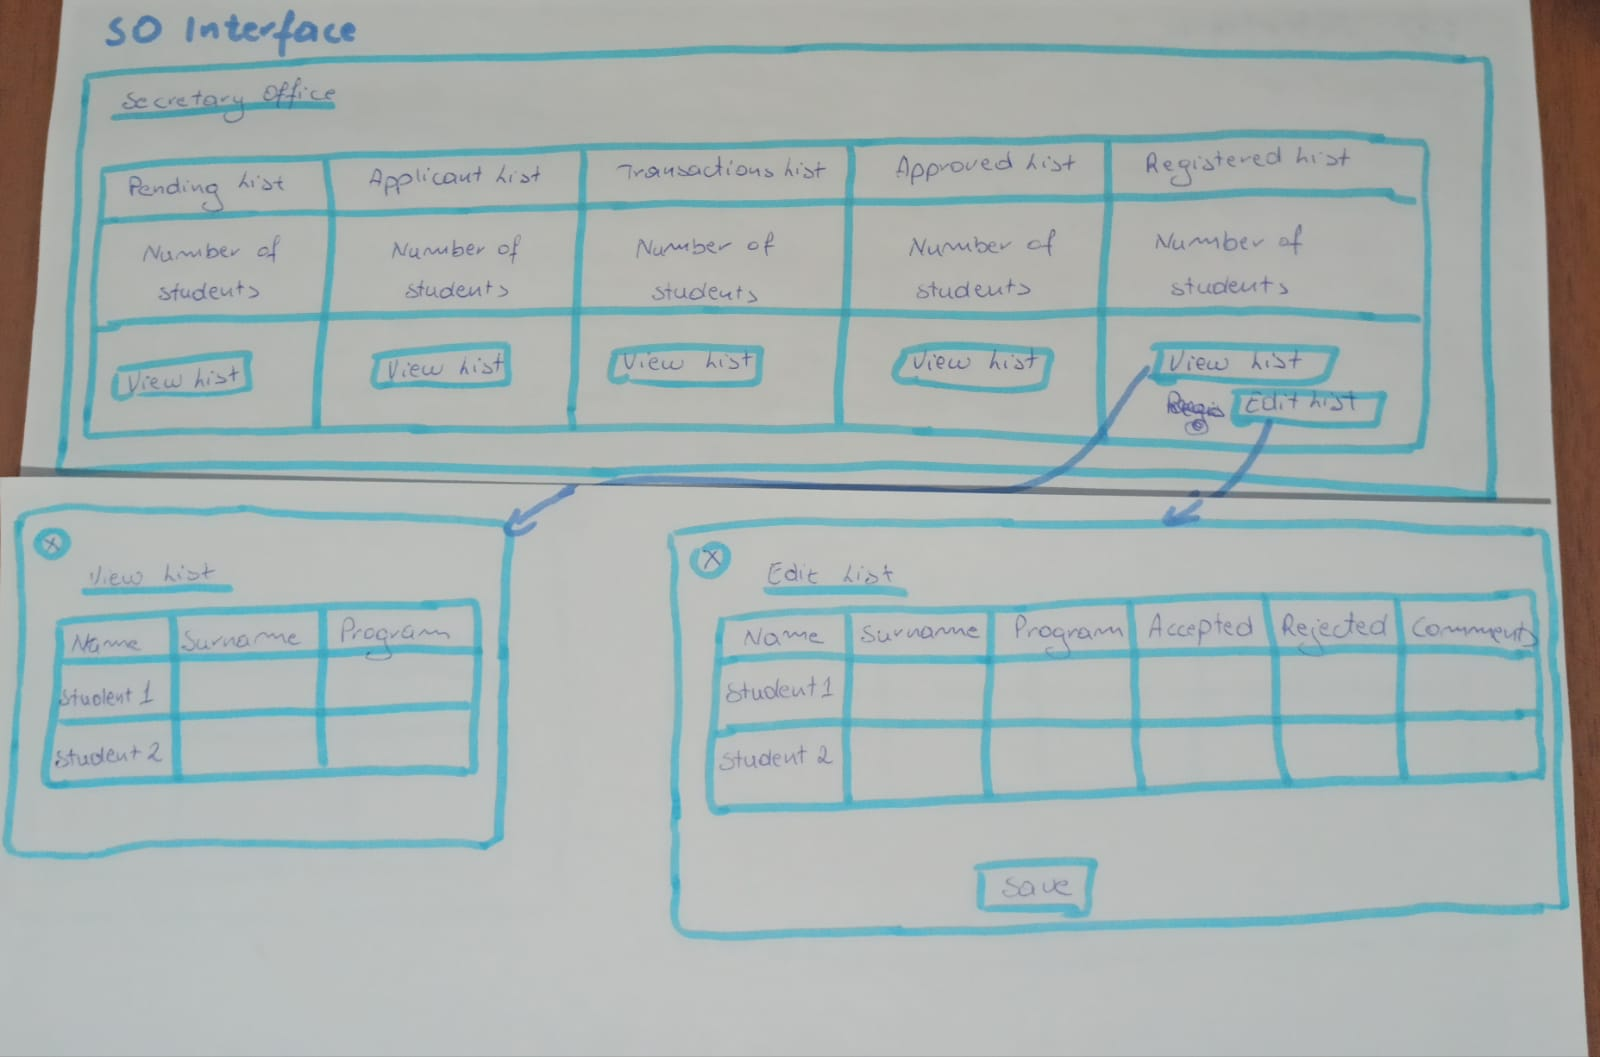 SO Interface
Secretary Office
Pending List
Applicant List
Transactions List
Approved List
Registered List
Number of
students
Number of
students
Number of
students
Number of
students
Number of
students
View List
View List
View List
View List
View List
Edit List
X
View List
Name
Surname
Program
Student 1
Student 2
X
Edit List
Name
Surname
Program
Accepted
Rejected
Comments
Student 1
Student 2
Save